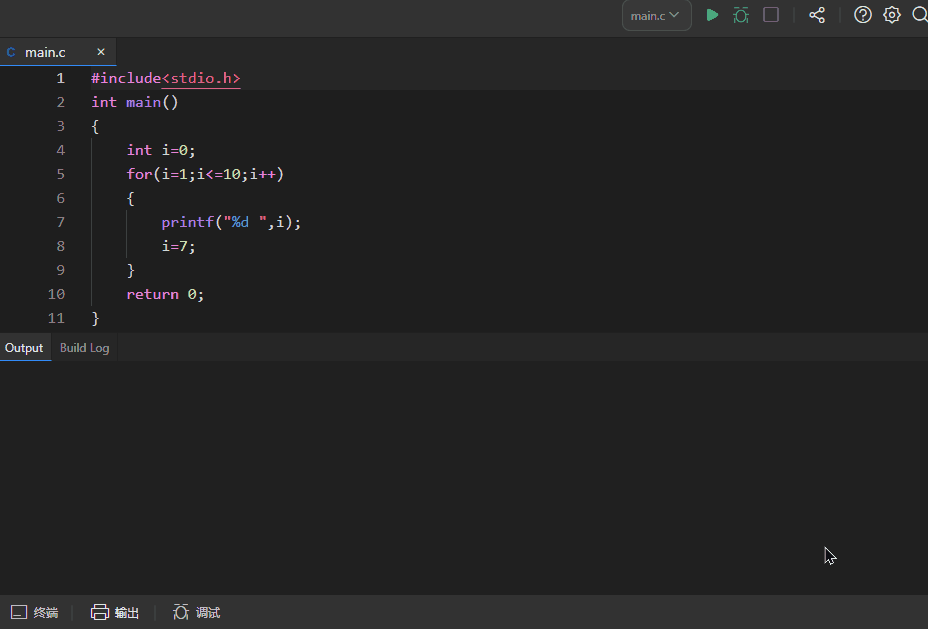 main.c
C main.c ×
1 #include<stdio.h>
2 int main()
3 {
4     int i=0;
5     for(i=1;i<=10;i++)
6     {
7         printf("%d ",i);
8         i=7;
9     }
10     return 0;
11 }
Output Build Log
终端 输出 调试